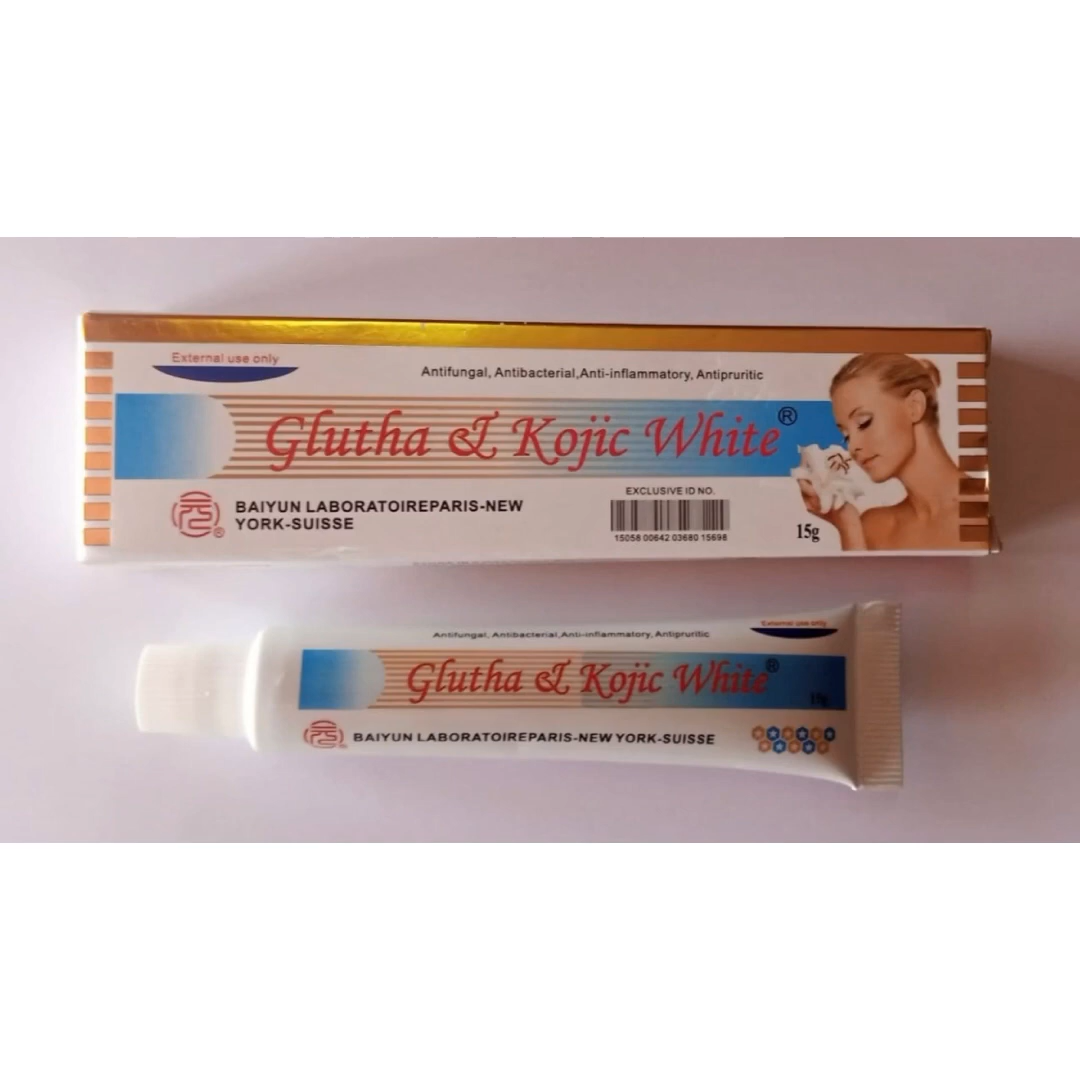 External use only
Antifungal, Antibacterial,Anti-inflammatory, Antipruritic
Glutha & Kojic White®
EXCLUSIVE ID NO.
BAIYUN LABORATOIREPARIS-NEW
YORK-SUISSE
®
15058 00642 03680 15698
15g
External use only
Antifungal, Antibacterial,Anti-inflammatory, Antipruritic
Glutha & Kojic White®
15g
BAIYUN LABORATOIREPARIS-NEW YORK-SUISSE